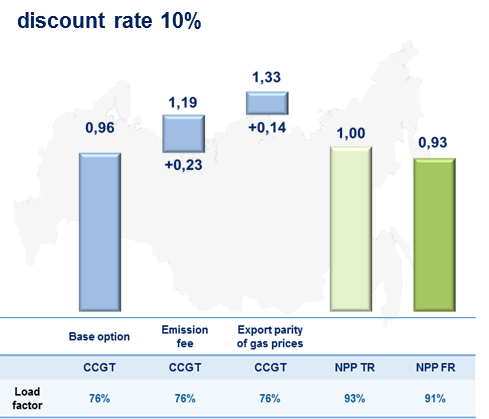 discount rate 10%
1,33
1,19
+0,14
0,96
1,00
0,93
+0,23
Base option
Emission
fee
Export parity
of gas prices
CCGT CCGT CCGT NPP TR NPP FR
Load
factor
76% 76% 76% 93% 91%